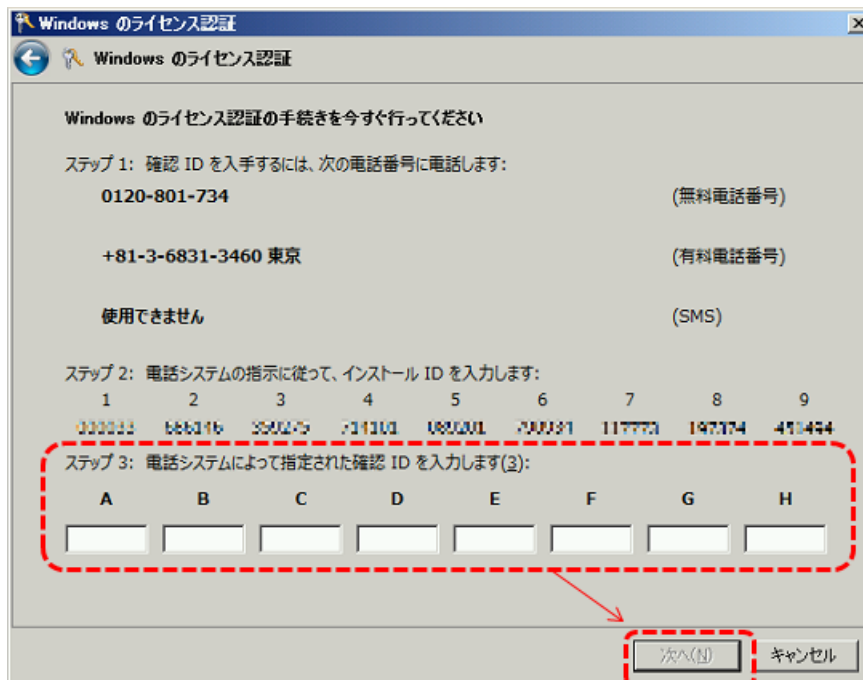 Windows のライセンス認証
Windows のライセンス認証
Windows のライセンス認証の手続きを今すぐ行ってください
ステップ 1: 確認 ID を入手するには、次の電話番号に電話します:
0120-801-734 (無料電話番号)
+81-3-6831-3460 東京 (有料電話番号)
使用できません (SMS)
ステップ 2: 電話システムの指示に従って、インストール ID を入力します:
1 2 3 4 5 6 7 8 9
ステップ 3: 電話システムによって指定された確認 ID を入力します(3):
A B C D E F G H
次へ(N) キャンセル